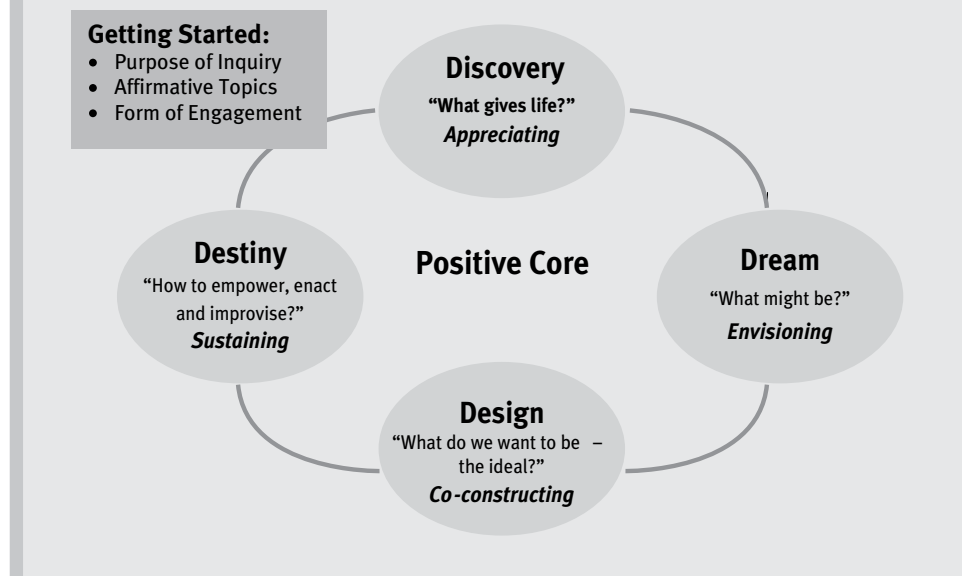 Getting Started:
• Purpose of Inquiry
• Affirmative Topics
• Form of Engagement
Discovery
“What gives life?”
Appreciating
Destiny
“How to empower, enact
and improvise?”
Sustaining
Positive Core
Dream
“What might be?”
Envisioning
Design
“What do we want to be –
the ideal?”
Co-constructing